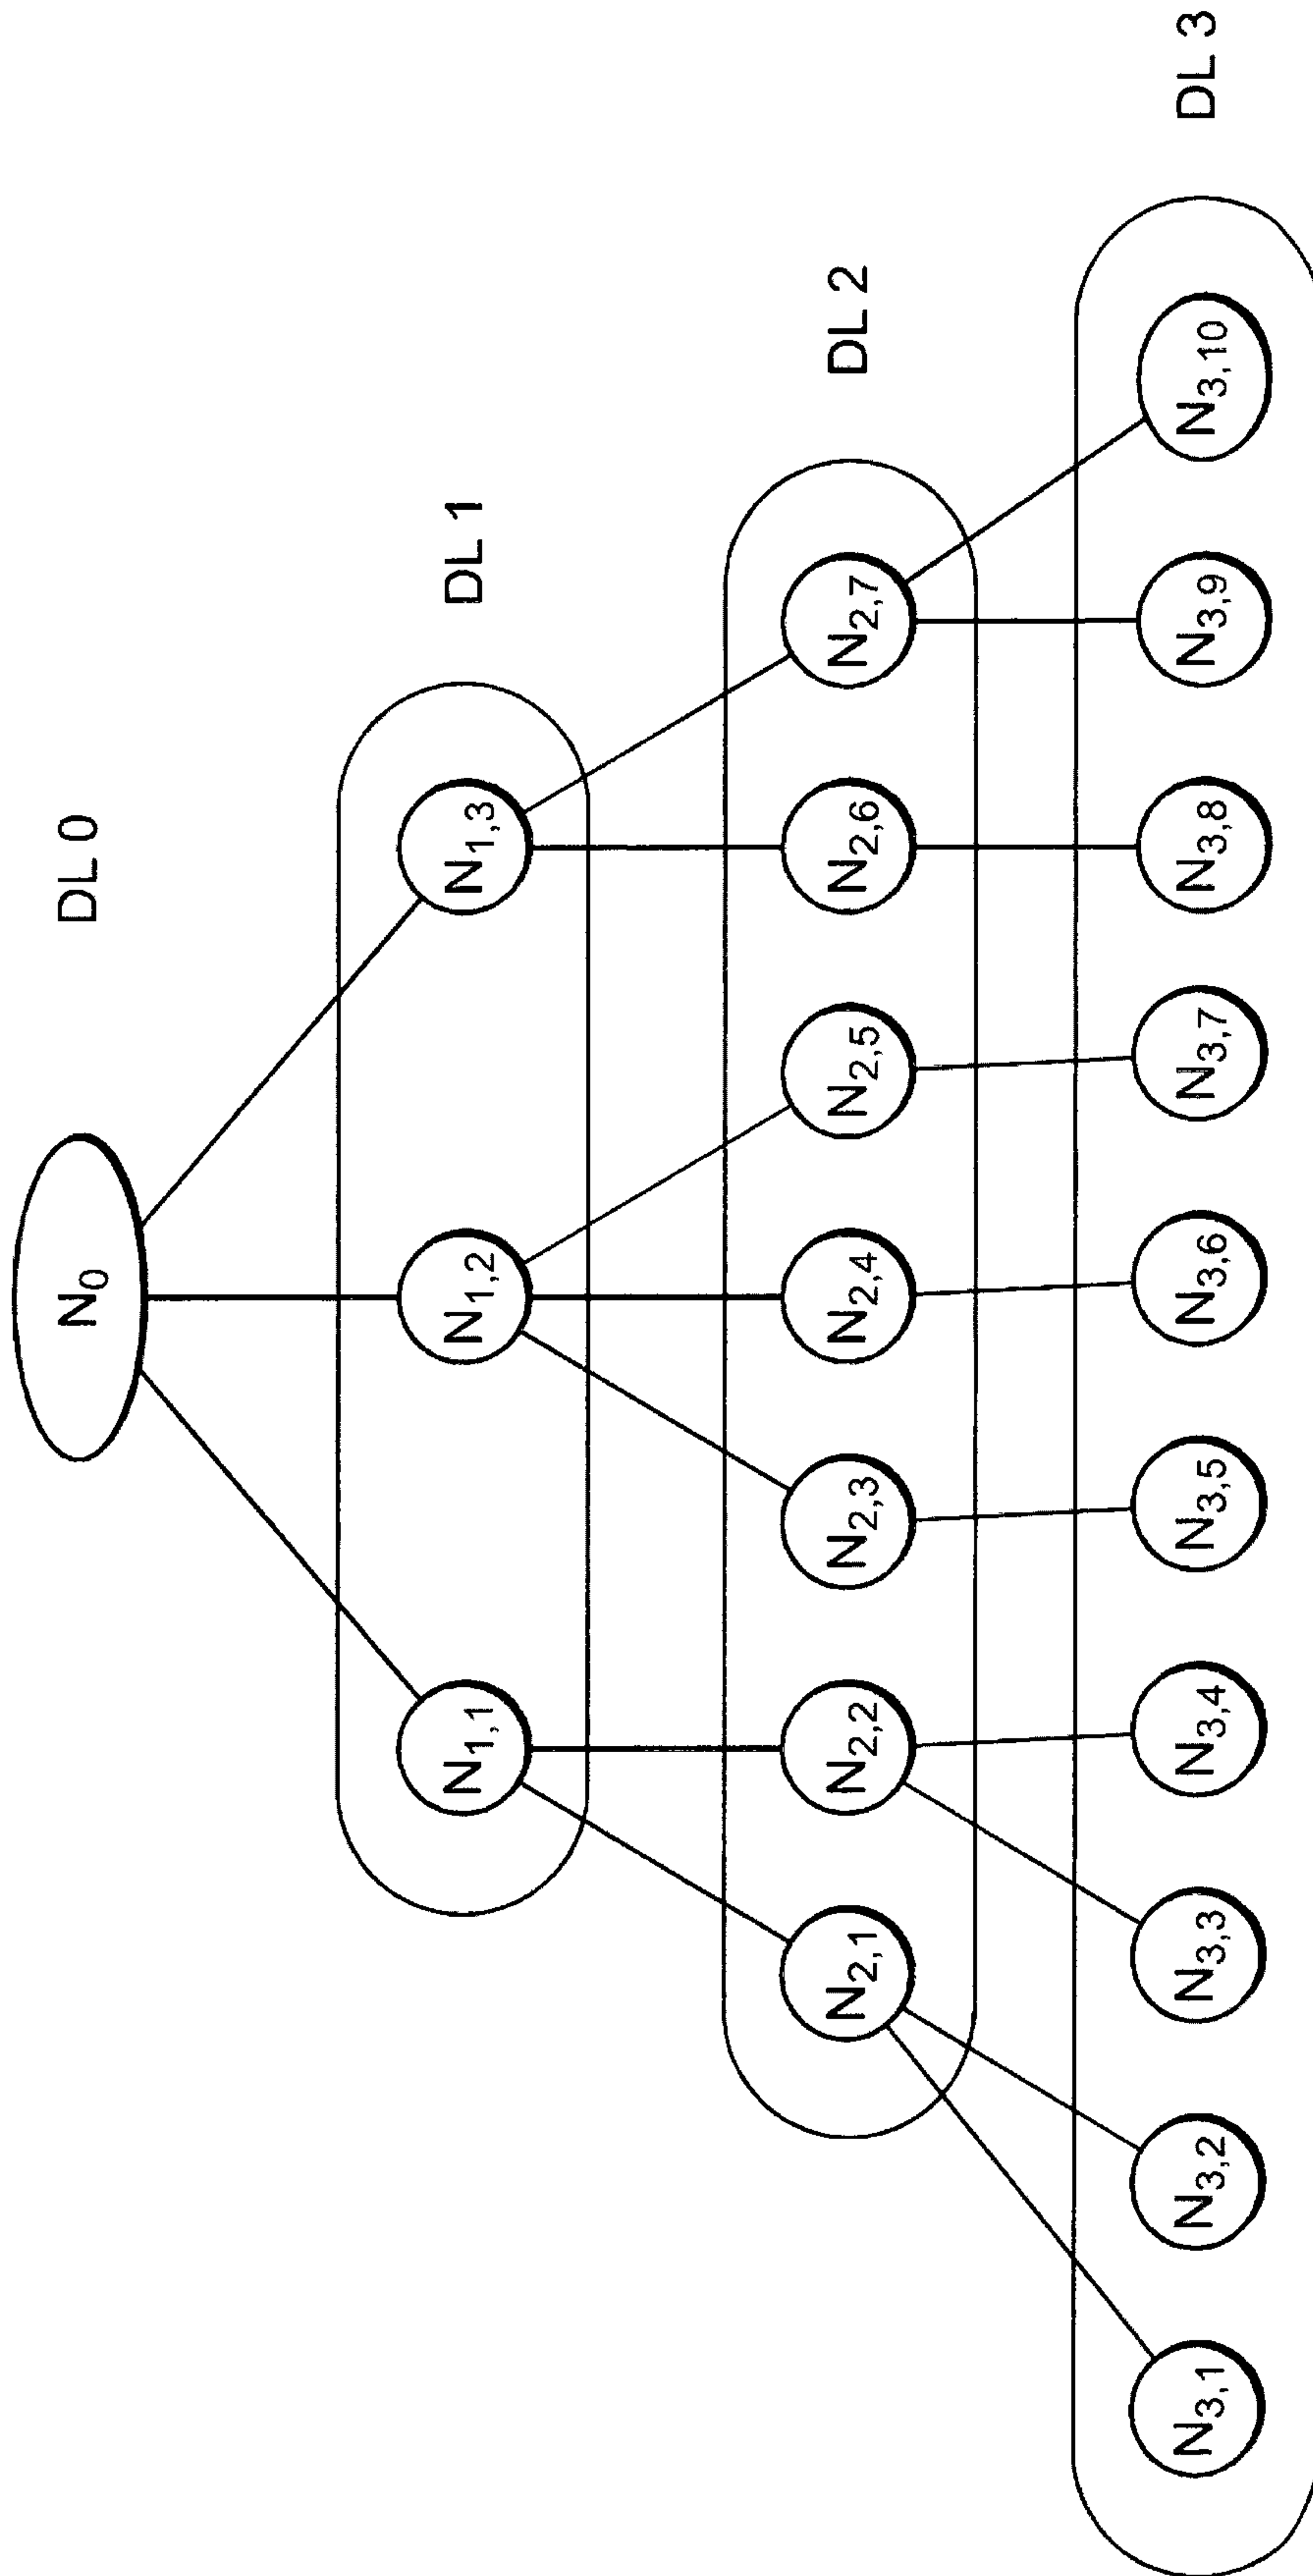 N0 DL 0
N1,1 N1,2 N1,3 DL 1
N2,1 N2,2 N2,3 N2,4 N2,5 N2,6 N2,7 DL 2
N3,1 N3,2 N3,3 N3,4 N3,5 N3,6 N3,7 N3,8 N3,9 N3,10 DL 3